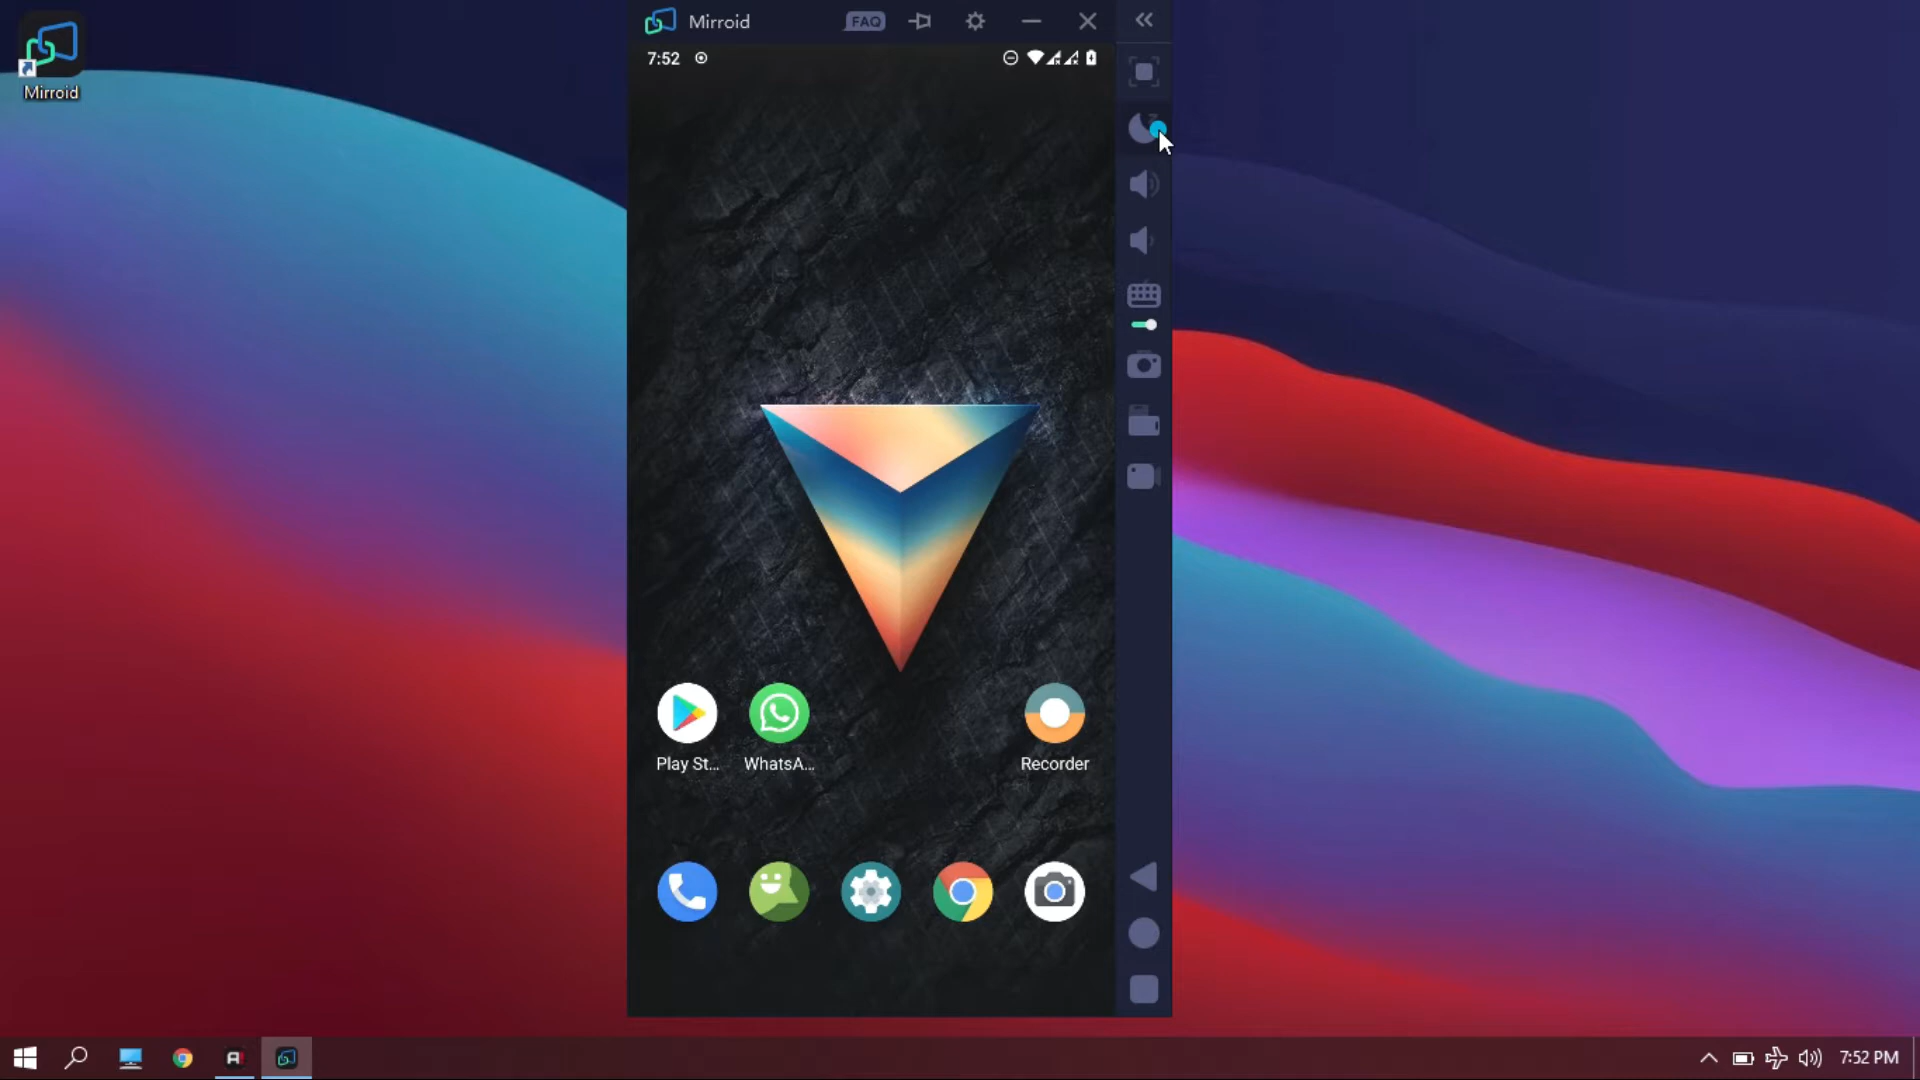 Mirroid
Mirroid
FAQ
7:52
Play St...
WhatsA...
Recorder
7:52 PM